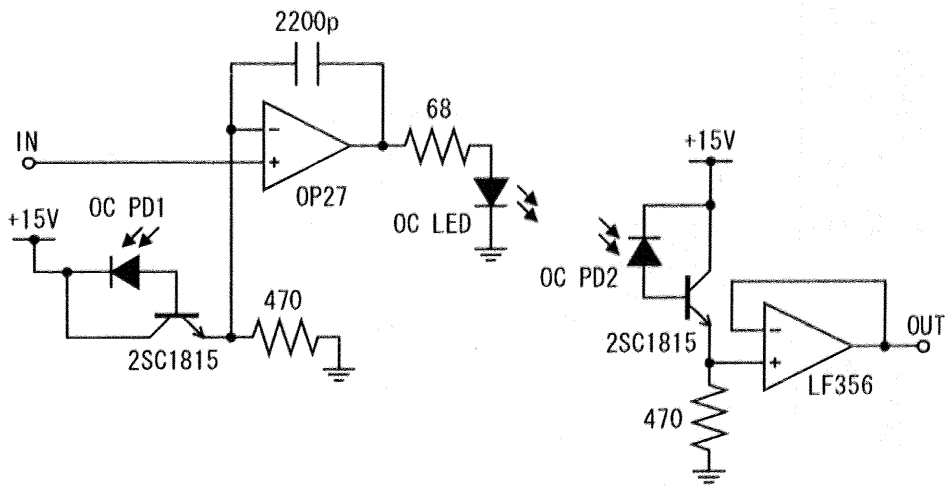 2200p
68
IN
-
+
OP27
+15V
OC PD1
OC LED
470
2SC1815
+15V
OC PD2
2SC1815
-
+
OUT
LF356
470